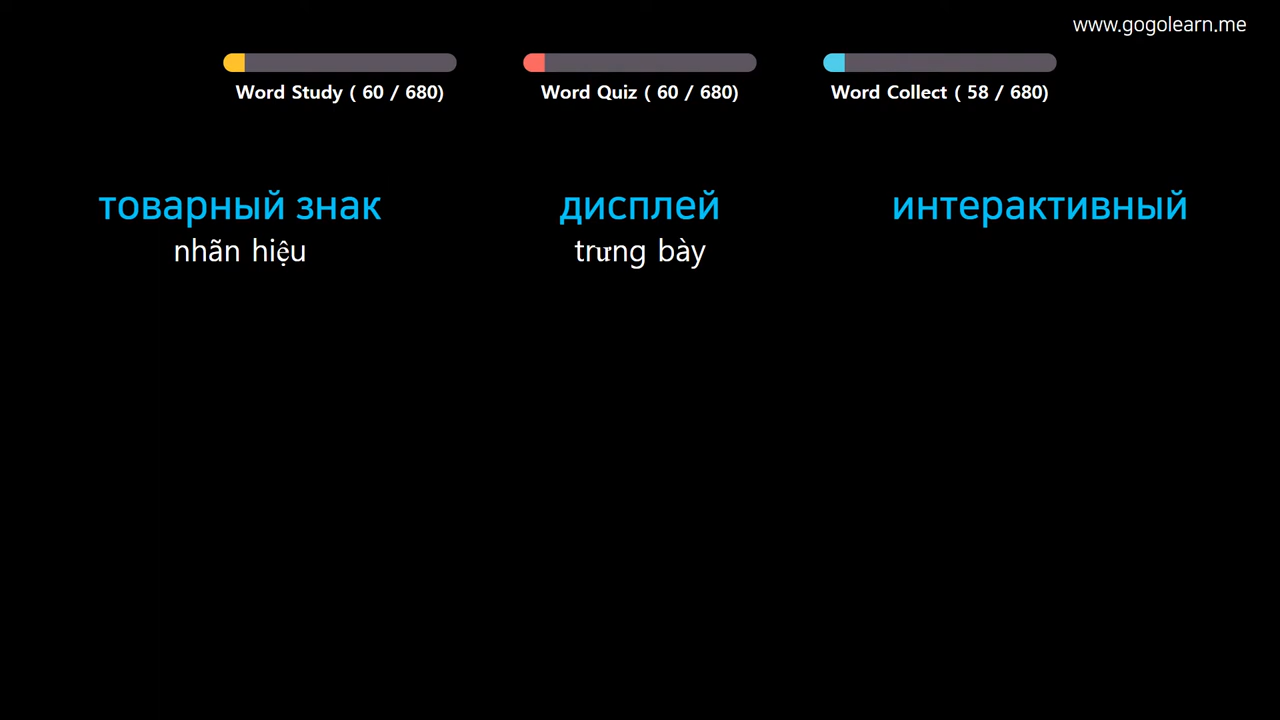 www.gogolearn.me
Word Study ( 60 / 680)
Word Quiz ( 60 / 680)
Word Collect ( 58 / 680)
товарный знак
nhãn hiệu
дисплей
trưng bày
интерактивный